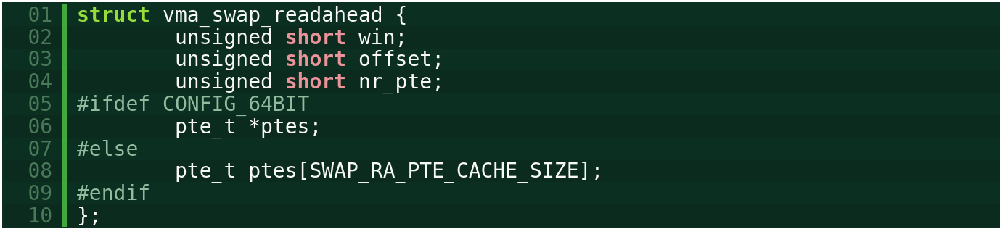 01 struct vma_swap_readahead {
02         unsigned short win;
03         unsigned short offset;
04         unsigned short nr_pte;
05 #ifdef CONFIG_64BIT
06         pte_t *ptes;
07 #else
08         pte_t ptes[SWAP_RA_PTE_CACHE_SIZE];
09 #endif
10 };